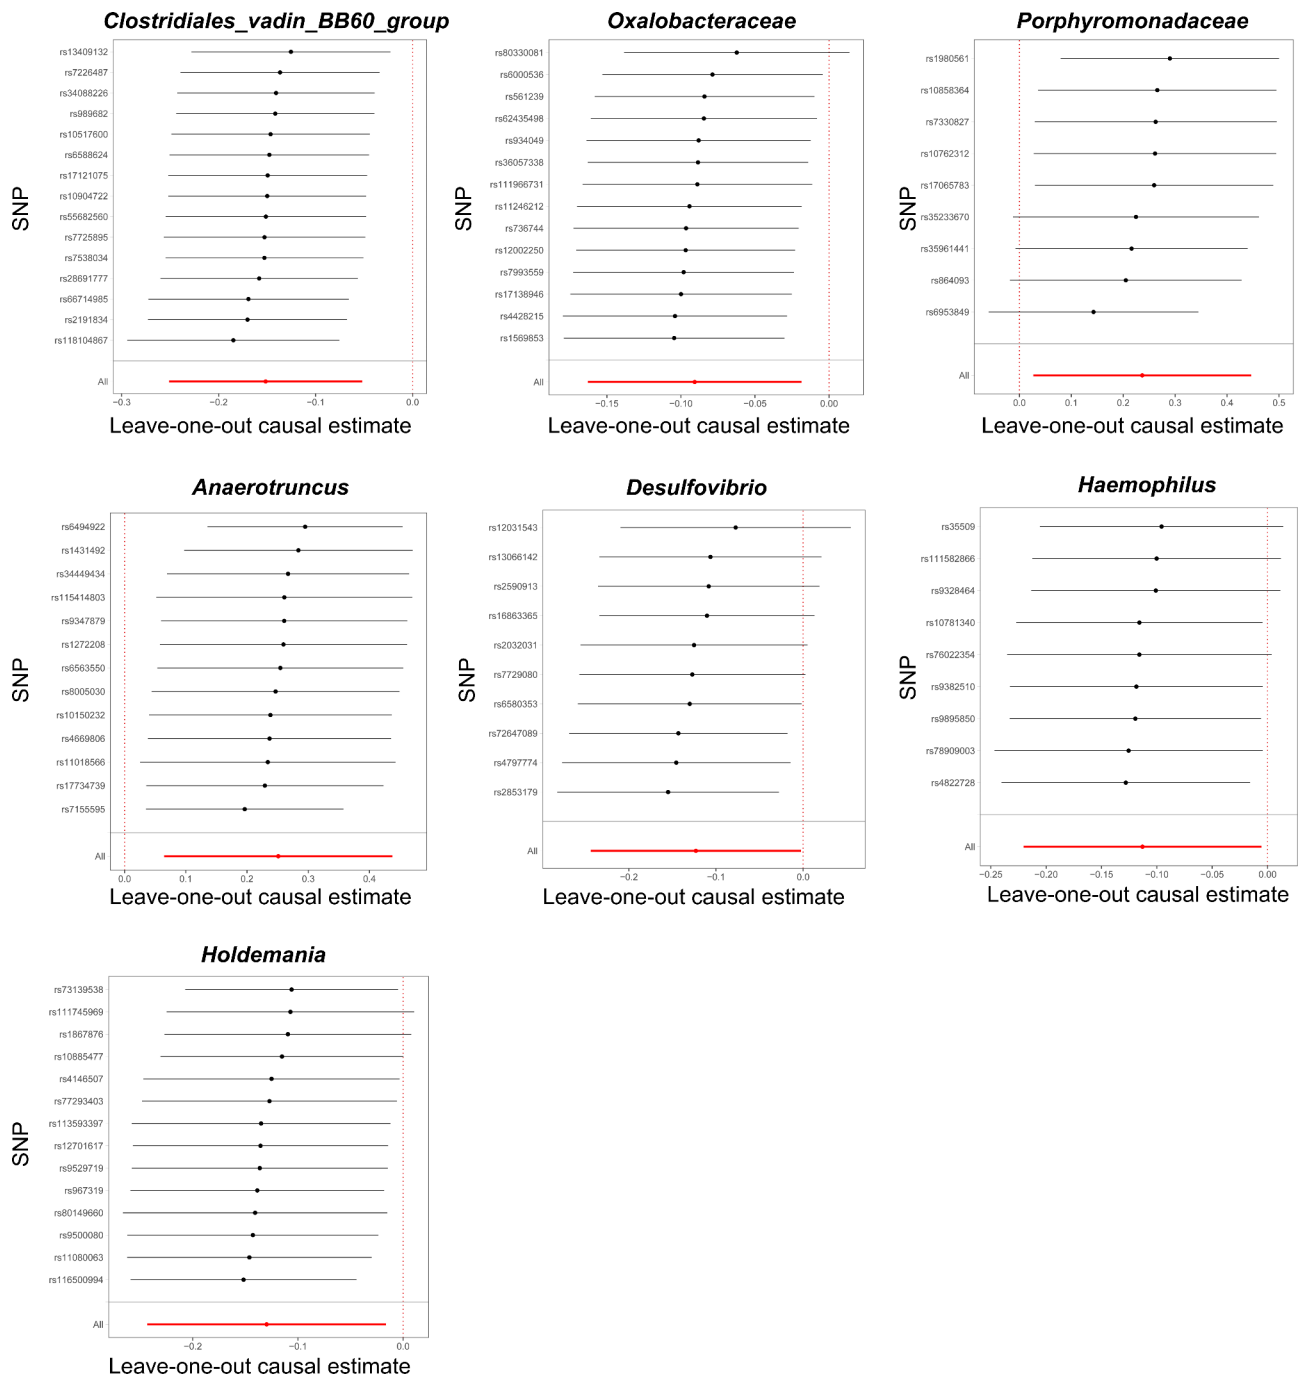 Clostridiales_vadin_BB60_group
SNP
rs13409132
rs7226487
rs34088226
rs989682
rs10517600
rs6588624
rs17121075
rs10904722
rs55682560
rs7725895
rs7538034
rs28691777
rs66714985
rs2191834
rs118104867
All
−0.3 −0.2 −0.1 0.0
Leave-one-out causal estimate
Oxalobacteraceae
SNP
rs80330081
rs6000536
rs561239
rs62435498
rs934049
rs36057338
rs111966731
rs11246212
rs736744
rs12002250
rs7993559
rs17138946
rs4428215
rs1569853
All
−0.15 −0.10 −0.05 0.00
Leave-one-out causal estimate
Porphyromonadaceae
SNP
rs1980561
rs10858364
rs7330827
rs10762312
rs17065783
rs35233670
rs35961441
rs864093
rs6953849
All
0.0 0.1 0.2 0.3 0.4 0.5
Leave-one-out causal estimate
Anaerotruncus
SNP
rs6494922
rs1431492
rs34449434
rs115414803
rs9347879
rs1272208
rs6563550
rs8005030
rs10150232
rs4669806
rs11018566
rs17734739
rs7155595
All
0.0 0.1 0.2 0.3 0.4
Leave-one-out causal estimate
Desulfovibrio
SNP
rs12031543
rs13066142
rs2590913
rs16863365
rs2032031
rs7729080
rs6580353
rs72647089
rs4797774
rs2853179
All
−0.2 −0.1 0.0
Leave-one-out causal estimate
Haemophilus
SNP
rs35509
rs111582866
rs9328464
rs10781340
rs76022354
rs9382510
rs9895850
rs78909003
rs4822728
All
−0.25 −0.20 −0.15 −0.10 −0.05 0.00
Leave-one-out causal estimate
Holdemania
SNP
rs73139538
rs111745969
rs1867876
rs10885477
rs4146507
rs77293403
rs113593397
rs12701617
rs9529719
rs967319
rs80149660
rs9500080
rs11080063
rs116500994
All
−0.2 −0.1 0.0
Leave-one-out causal estimate